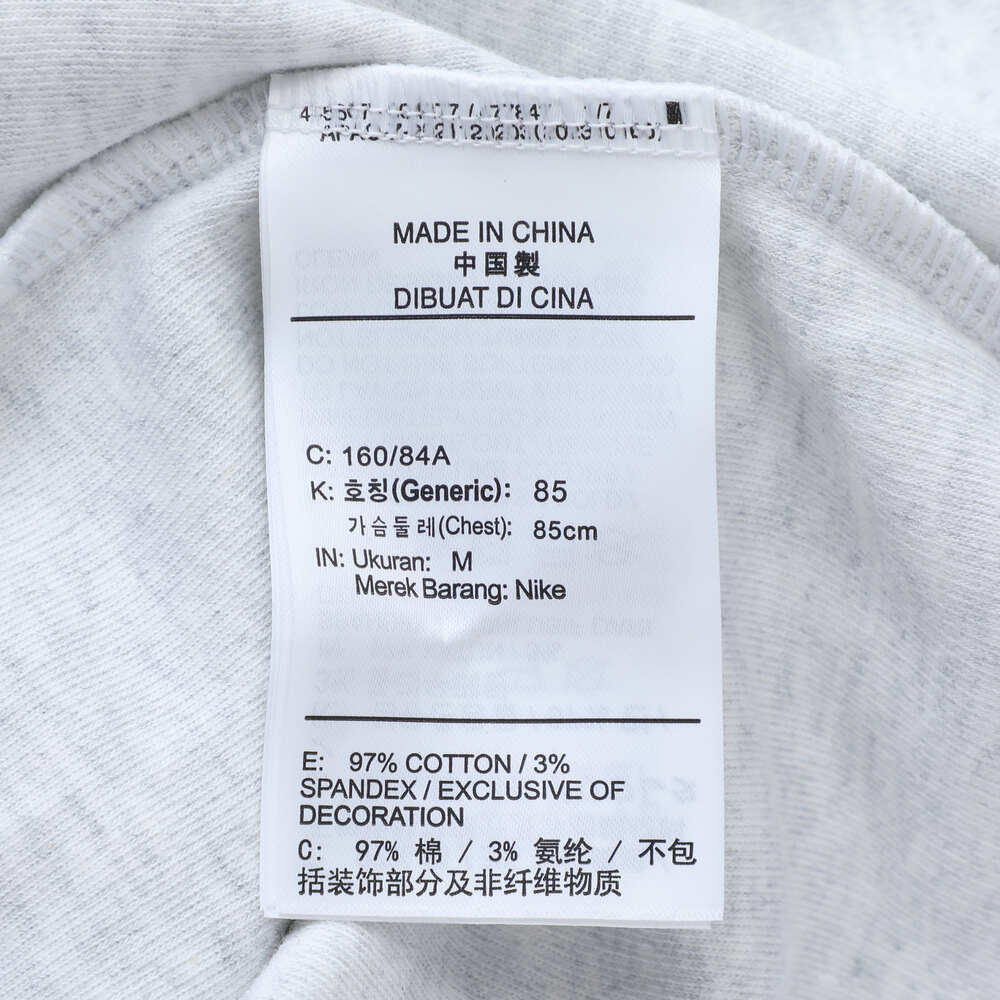 MADE IN CHINA
中国製
DIBUAT DI CINA
C: 160/84A
K: 호칭(Generic): 85
가슴둘레(Chest): 85cm
IN: Ukuran: M
Merek Barang: Nike
E: 97% COTTON / 3%
SPANDEX / EXCLUSIVE OF
DECORATION
C: 97% 棉 / 3% 氨纶 / 不包
括装饰部分及非纤维物质